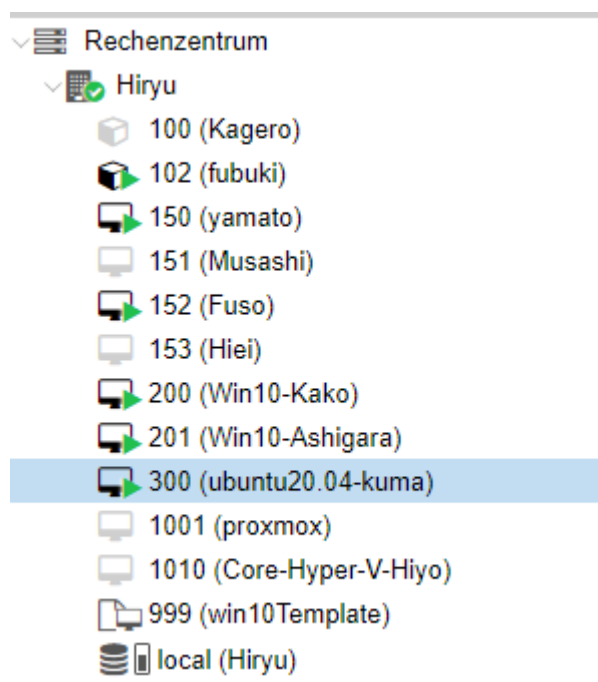 Rechenzentrum
Hiryu
100 (Kagero)
102 (fubuki)
150 (yamato)
151 (Musashi)
152 (Fuso)
153 (Hiei)
200 (Win10-Kako)
201 (Win10-Ashigara)
300 (ubuntu20.04-kuma)
1001 (proxmox)
1010 (Core-Hyper-V-Hiyo)
999 (win10Template)
local (Hiryu)